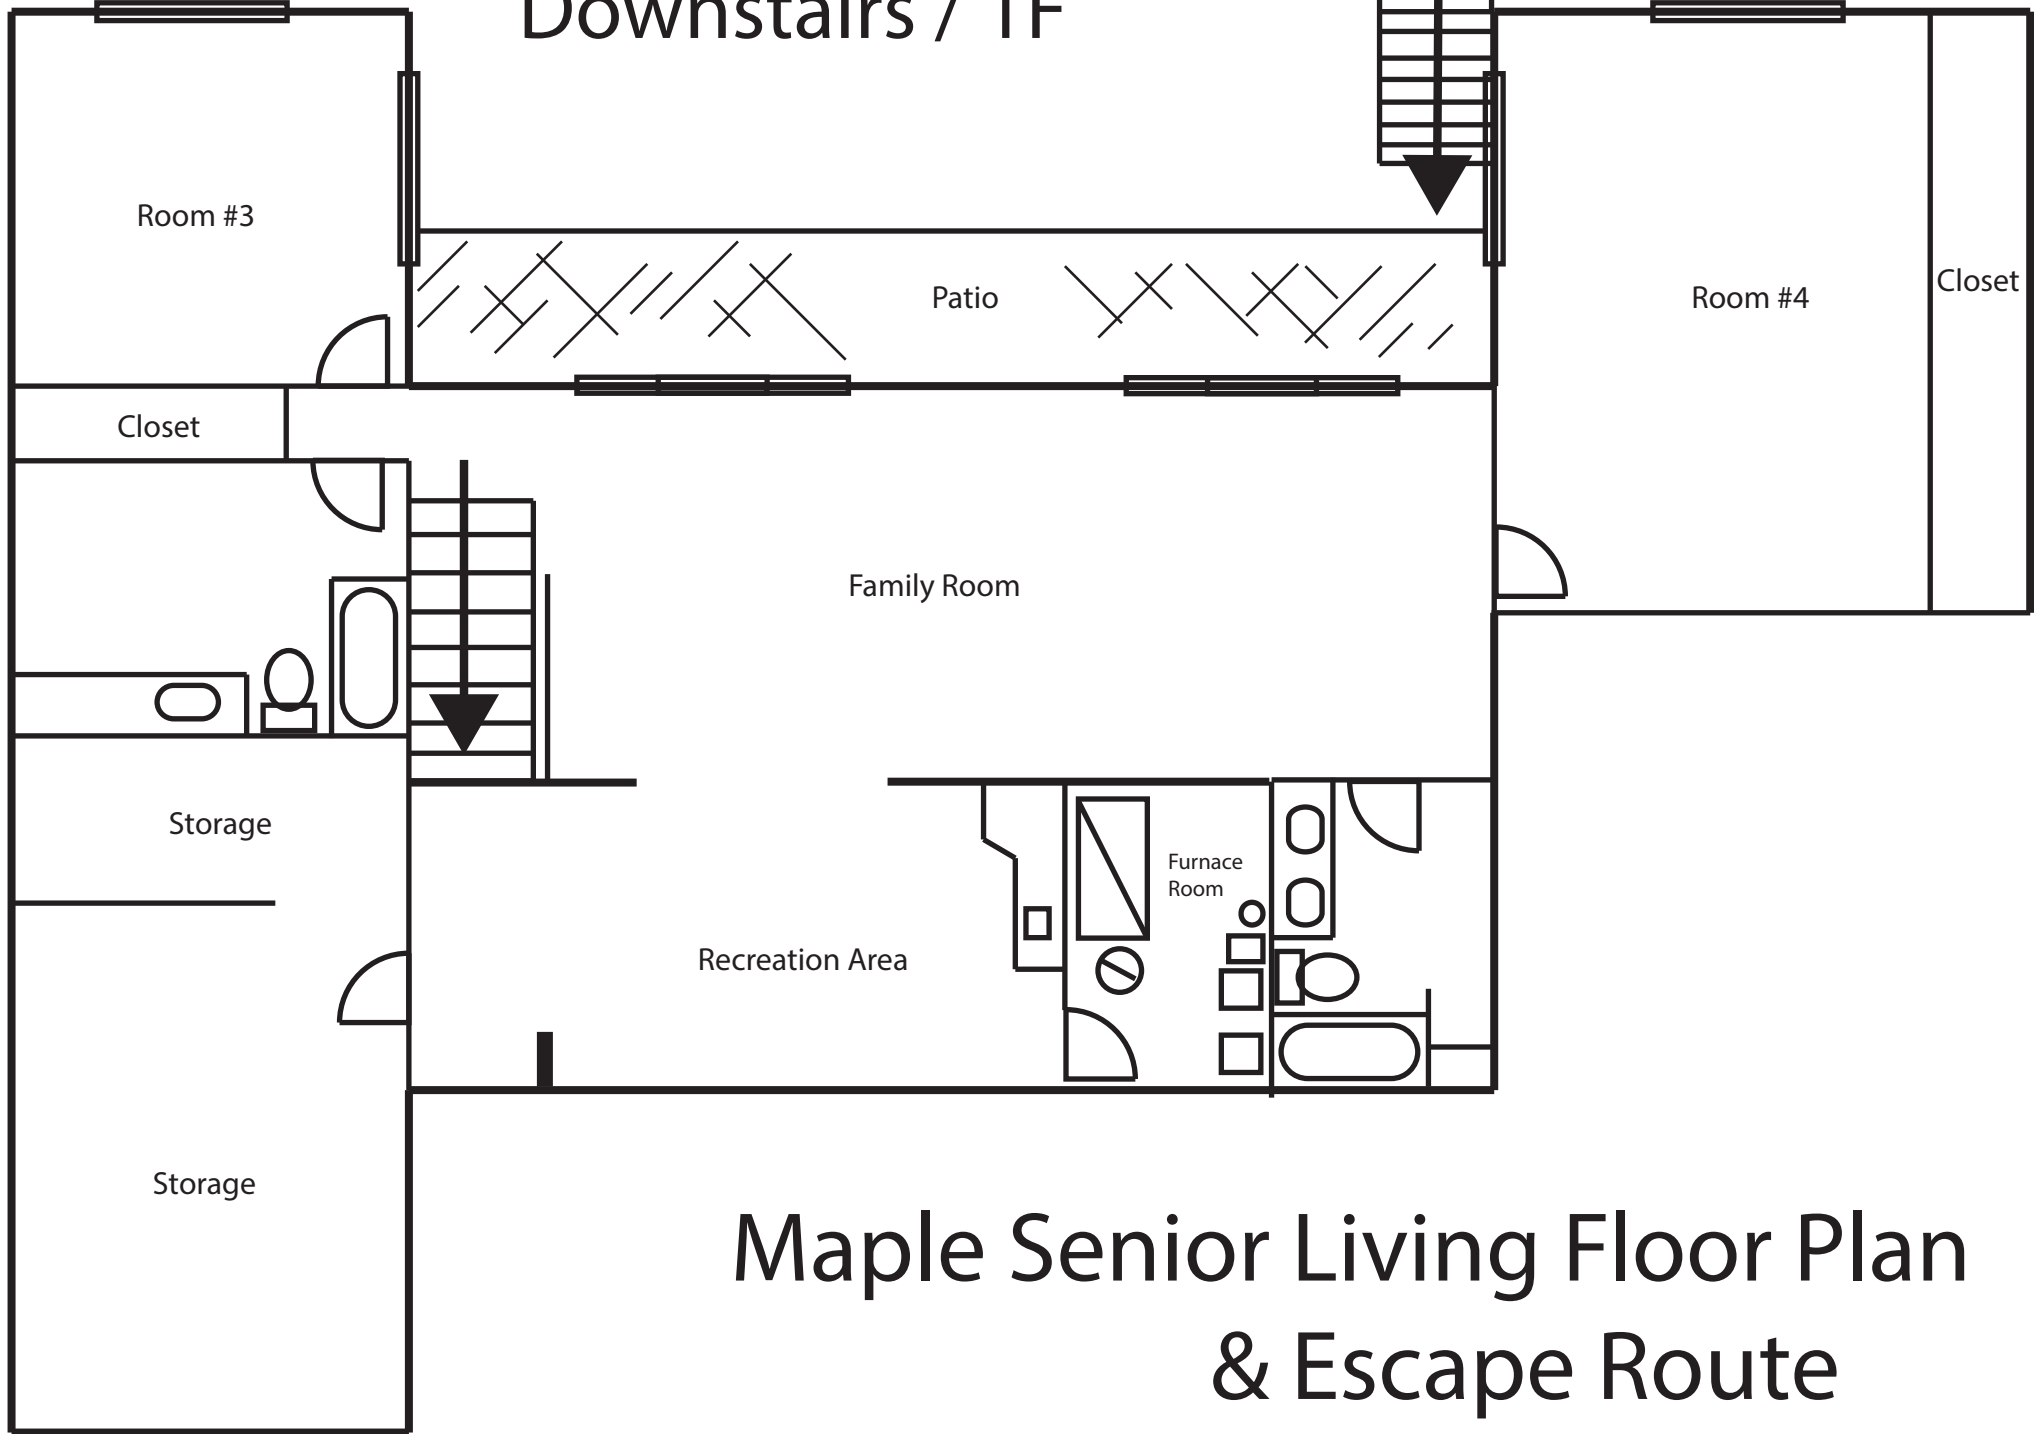 Downstairs / 1F
Room #3
Patio
Room #4
Closet
Closet
Family Room
Storage
Furnace
Room
Recreation Area
Storage
Maple Senior Living Floor Plan
& Escape Route